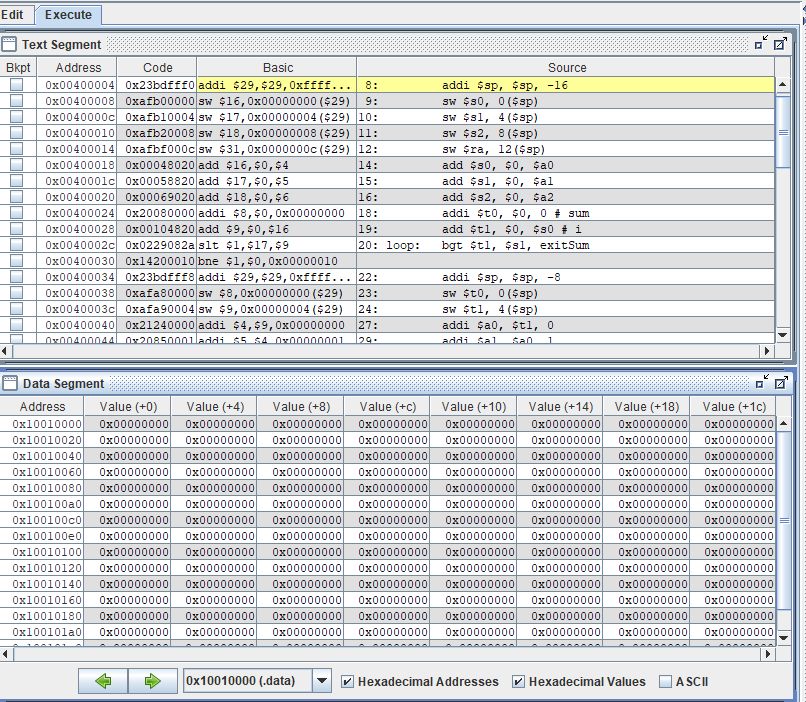 Edit Execute
Text Segment
Bkpt Address Code Basic Source
0x00400004 0x23bdfff0 addi $29,$29,0xffff... 8: addi $sp, $sp, -16
0x00400008 0xafb00000 sw $16,0x00000000($29) 9: sw $s0, 0($sp)
0x0040000c 0xafb10004 sw $17,0x00000004($29) 10: sw $s1, 4($sp)
0x00400010 0xafb20008 sw $18,0x00000008($29) 11: sw $s2, 8($sp)
0x00400014 0xafbf000c sw $31,0x0000000c($29) 12: sw $ra, 12($sp)
0x00400018 0x00048020 add $16,$0,$4 14: add $s0, $0, $a0
0x0040001c 0x00058820 add $17,$0,$5 15: add $s1, $0, $a1
0x00400020 0x00069020 add $18,$0,$6 16: add $s2, $0, $a2
0x00400024 0x20080000 addi $8,$0,0x00000000 18: addi $t0, $0, 0 # sum
0x00400028 0x00104820 add $9,$0,$16 19: add $t1, $0, $s0 # i
0x0040002c 0x0229082a slt $1,$17,$9 20: loop: bgt $t1, $s1, exitSum
0x00400030 0x14200010 bne $1,$0,0x00000010
0x00400034 0x23bdfff8 addi $29,$29,0xffff... 22: addi $sp, $sp, -8
0x00400038 0xafa80000 sw $8,0x00000000($29) 23: sw $t0, 0($sp)
0x0040003c 0xafa90004 sw $9,0x00000004($29) 24: sw $t1, 4($sp)
0x00400040 0x21240000 addi $4,$9,0x00000000 27: addi $a0, $t1, 0
0x00400044 0x20850001 addi $5,$4,0x00000001 29: addi $a1, $a0, 1
Data Segment
Address Value (+0) Value (+4) Value (+8) Value (+c) Value (+10) Value (+14) Value (+18) Value (+1c)
0x10010000 0x00000000 0x00000000 0x00000000 0x00000000 0x00000000 0x00000000 0x00000000 0x00000000
0x10010020 0x00000000 0x00000000 0x00000000 0x00000000 0x00000000 0x00000000 0x00000000 0x00000000
0x10010040 0x00000000 0x00000000 0x00000000 0x00000000 0x00000000 0x00000000 0x00000000 0x00000000
0x10010060 0x00000000 0x00000000 0x00000000 0x00000000 0x00000000 0x00000000 0x00000000 0x00000000
0x10010080 0x00000000 0x00000000 0x00000000 0x00000000 0x00000000 0x00000000 0x00000000 0x00000000
0x100100a0 0x00000000 0x00000000 0x00000000 0x00000000 0x00000000 0x00000000 0x00000000 0x00000000
0x100100c0 0x00000000 0x00000000 0x00000000 0x00000000 0x00000000 0x00000000 0x00000000 0x00000000
0x100100e0 0x00000000 0x00000000 0x00000000 0x00000000 0x00000000 0x00000000 0x00000000 0x00000000
0x10010100 0x00000000 0x00000000 0x00000000 0x00000000 0x00000000 0x00000000 0x00000000 0x00000000
0x10010120 0x00000000 0x00000000 0x00000000 0x00000000 0x00000000 0x00000000 0x00000000 0x00000000
0x10010140 0x00000000 0x00000000 0x00000000 0x00000000 0x00000000 0x00000000 0x00000000 0x00000000
0x10010160 0x00000000 0x00000000 0x00000000 0x00000000 0x00000000 0x00000000 0x00000000 0x00000000
0x10010180 0x00000000 0x00000000 0x00000000 0x00000000 0x00000000 0x00000000 0x00000000 0x00000000
0x100101a0 0x00000000 0x00000000 0x00000000 0x00000000 0x00000000 0x00000000 0x00000000 0x00000000
0x10010000 (.data) Hexadecimal Addresses Hexadecimal Values ASCII